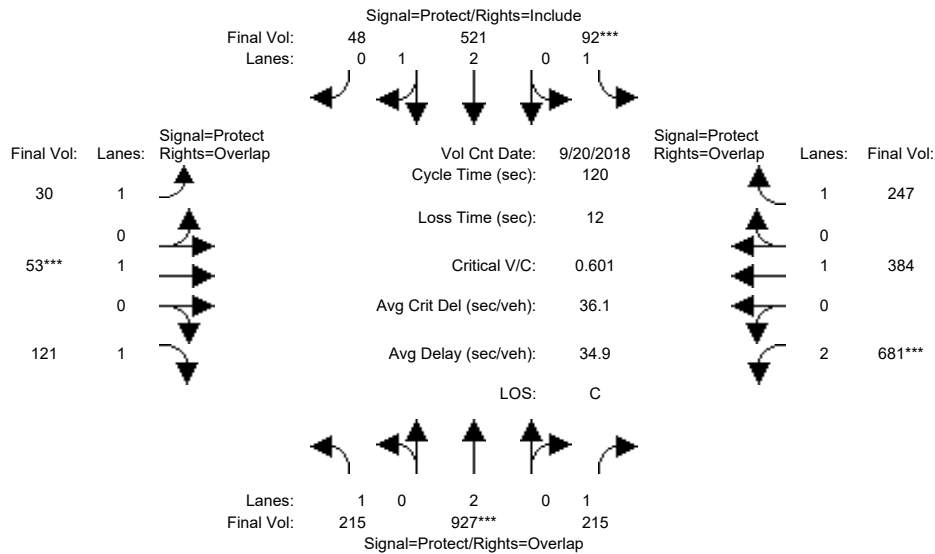 Signal=Protect/Rights=Include
Final Vol: 48 521 92***
Lanes: 0 1 2 0 1
Signal=Protect Signal=Protect
Final Vol: Lanes: Rights=Overlap Vol Cnt Date: 9/20/2018 Rights=Overlap Lanes: Final Vol:
Cycle Time (sec): 120
30 1 1 247
Loss Time (sec): 12
0 0
53*** 1 Critical V/C: 0.601 1 384
0 Avg Crit Del (sec/veh): 36.1 0
121 1 Avg Delay (sec/veh): 34.9 2 681***
LOS: C
Lanes: 1 0 2 0 1
Final Vol: 215 927*** 215
Signal=Protect/Rights=Overlap